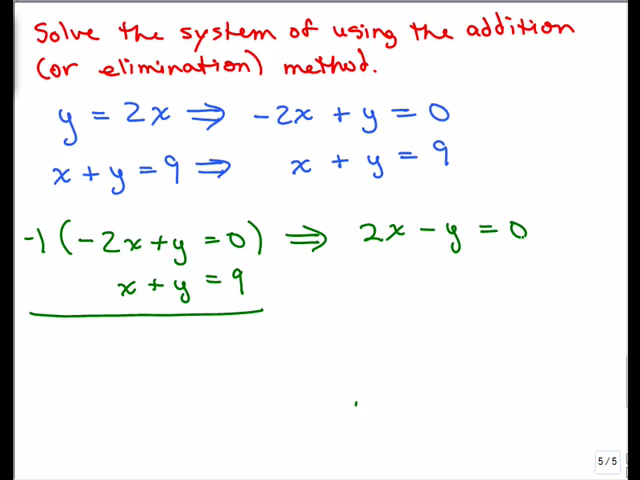 Solve the system of using the addition
(or elimination) method.
y = 2x ⇒ -2x + y = 0
x + y = 9 ⇒ x + y = 9
-1 (-2x + y = 0) ⇒ 2x - y = 0
x + y = 9
5/5